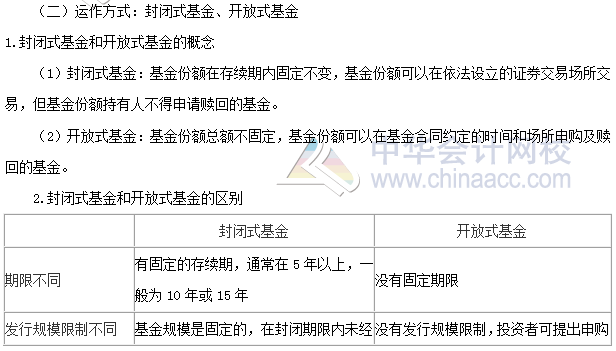 （二）运作方式：封闭式基金、开放式基金
1.封闭式基金和开放式基金的概念
（1）封闭式基金：基金份额在存续期内固定不变，基金份额可以在依法设立的证券交易场所交
易，但基金份额持有人不得申请赎回的基金。
（2）开放式基金：基金份额总额不固定，基金份额可以在基金合同约定的时间和场所申购及赎
回的基金。
中华会计网校
www.chinaacc.com
2.封闭式基金和开放式基金的区别
封闭式基金 开放式基金
期限不同 有固定的存续期，通常在 5 年以上，一 没有固定期限
般为 10 年或 15 年
发行规模限制不同 基金规模是固定的，在封闭期限内未经 没有发行规模限制，投资者可提出申购